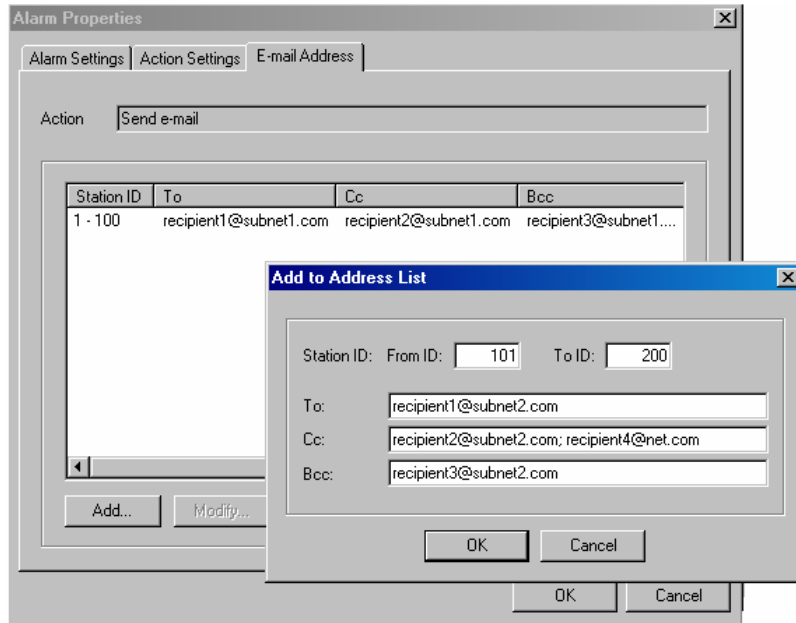 Alarm Properties
Alarm Settings Action Settings E-mail Address
Action Send e-mail
Station ID To Cc Bcc
1 - 100 recipient1@subnet1.com recipient2@subnet1.com recipient3@subnet1....
Add to Address List
Station ID: From ID: 101 To ID: 200
To: recipient1@subnet2.com
Cc: recipient2@subnet2.com; recipient4@net.com
Bcc: recipient3@subnet2.com
Add... Modify...
OK Cancel
OK Cancel